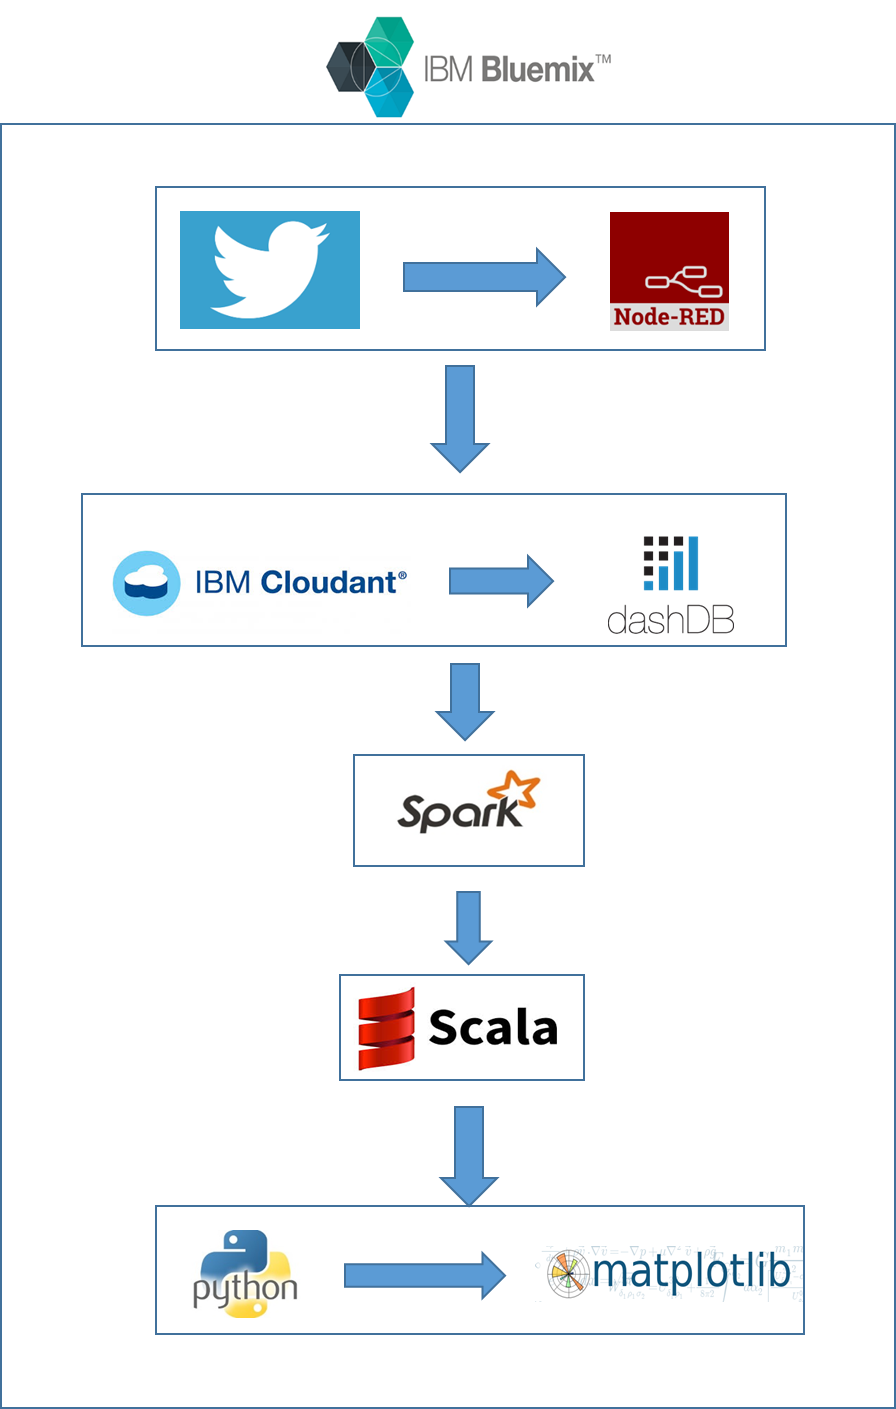 IBM Bluemix™
Node-RED
IBM Cloudant®
dashDB
Spark
Scala
python
matplotlib